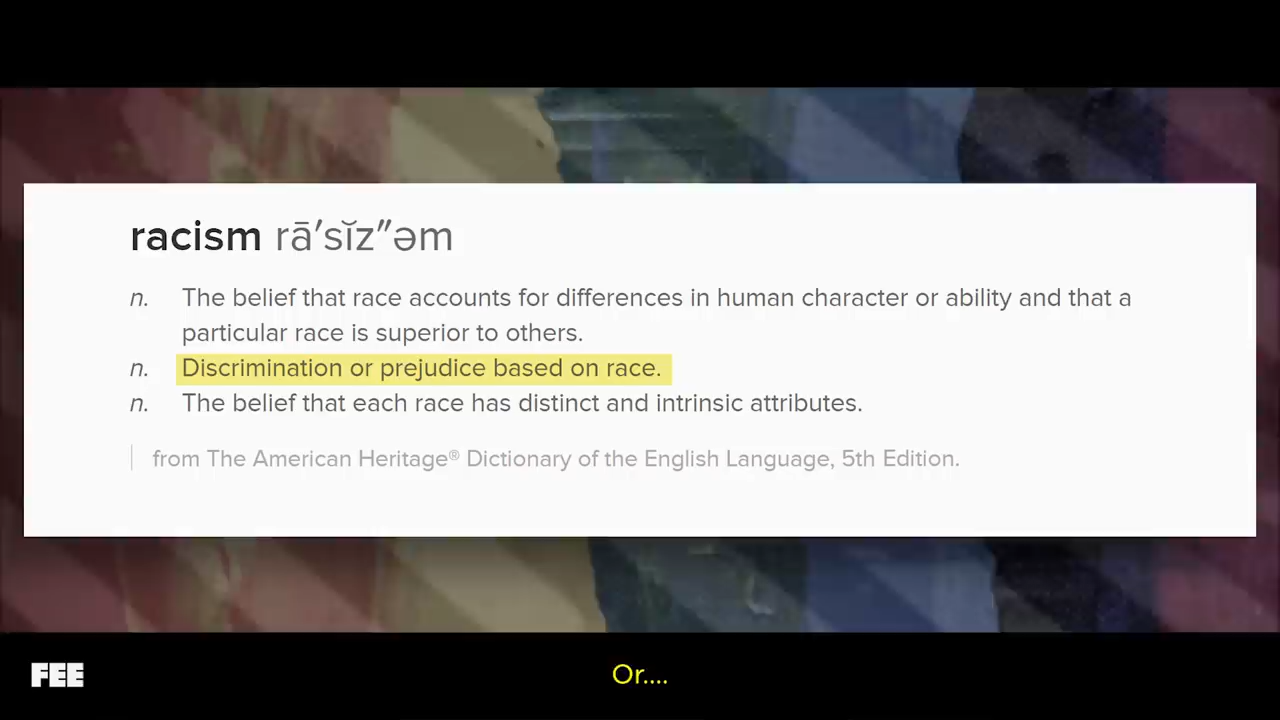 racism rā′sĭz″əm
n. The belief that race accounts for differences in human character or ability and that a
particular race is superior to others.
n. Discrimination or prejudice based on race.
n. The belief that each race has distinct and intrinsic attributes.
from The American Heritage® Dictionary of the English Language, 5th Edition.
FEE
Or....